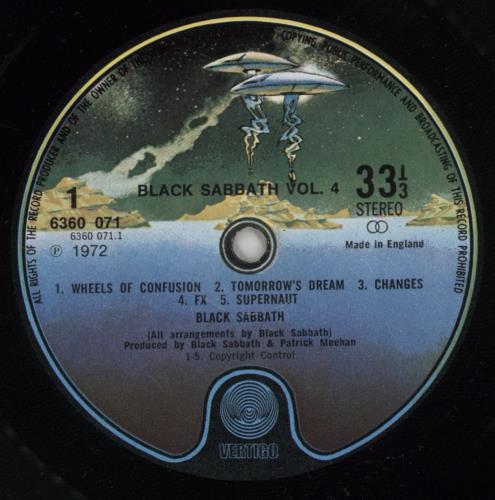 ALL RIGHTS OF THE RECORD PRODUCER AND OF THE OWNER OF THE
COPYING, PUBLIC PERFORMANCE AND BROADCASTING OF THIS RECORD PROHIBITED
1
BLACK SABBATH VOL. 4
33⅓
6360 071
STEREO
6360 071.1
Ⓟ 1972
Made in England
1. WHEELS OF CONFUSION 2. TOMORROW'S DREAM 3. CHANGES
4. FX 5. SUPERNAUT
BLACK SABBATH
(All arrangements by Black Sabbath)
Produced by Black Sabbath & Patrick Meehan
1-5. Copyright Control
VERTIGO